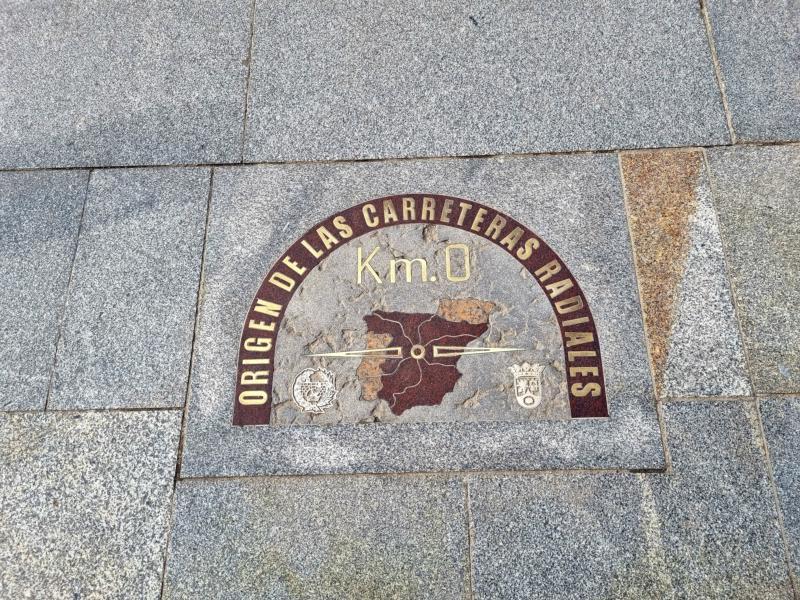 ORIGEN DE LAS CARRETERAS RADIALES
Km.0